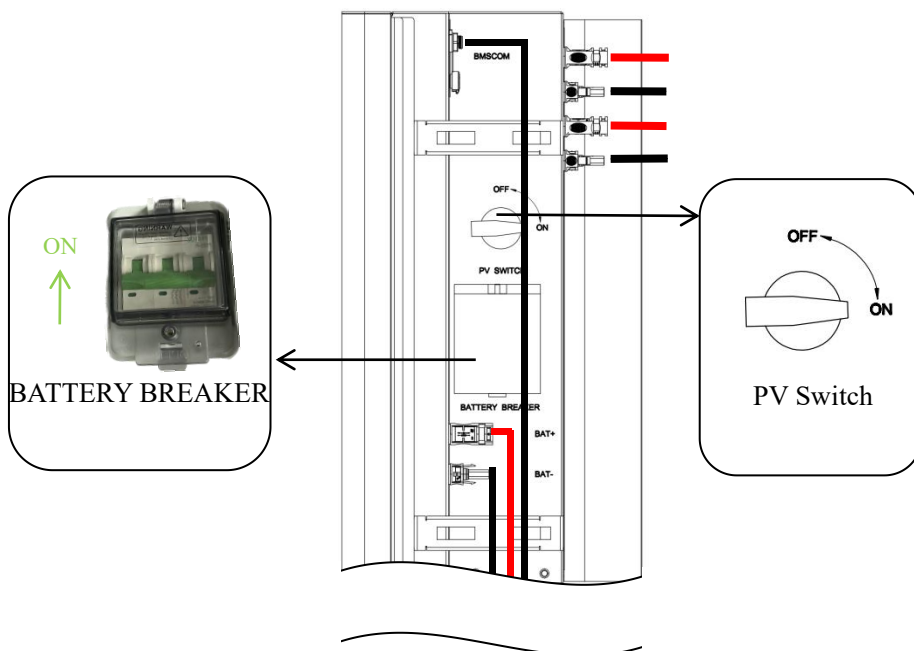 BMSCOM
OFF
ON
PV SWITCH
BATTERY BREAKER
BAT+
BAT-
ON
BATTERY BREAKER
OFF
ON
PV Switch